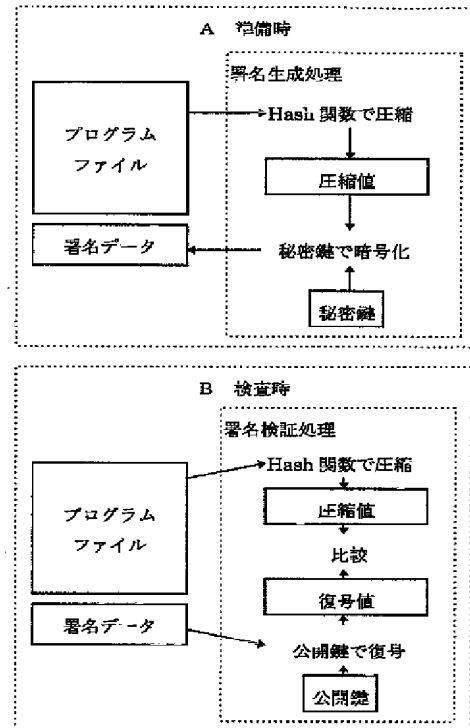 A 準備時
署名生成処理
プログラム
ファイル
Hash 関数で圧縮
圧縮値
署名データ
秘密鍵で暗号化
秘密鍵
B 検査時
署名検証処理
プログラム
ファイル
Hash 関数で圧縮
圧縮値
比較
復号値
署名データ
公開鍵で復号
公開鍵